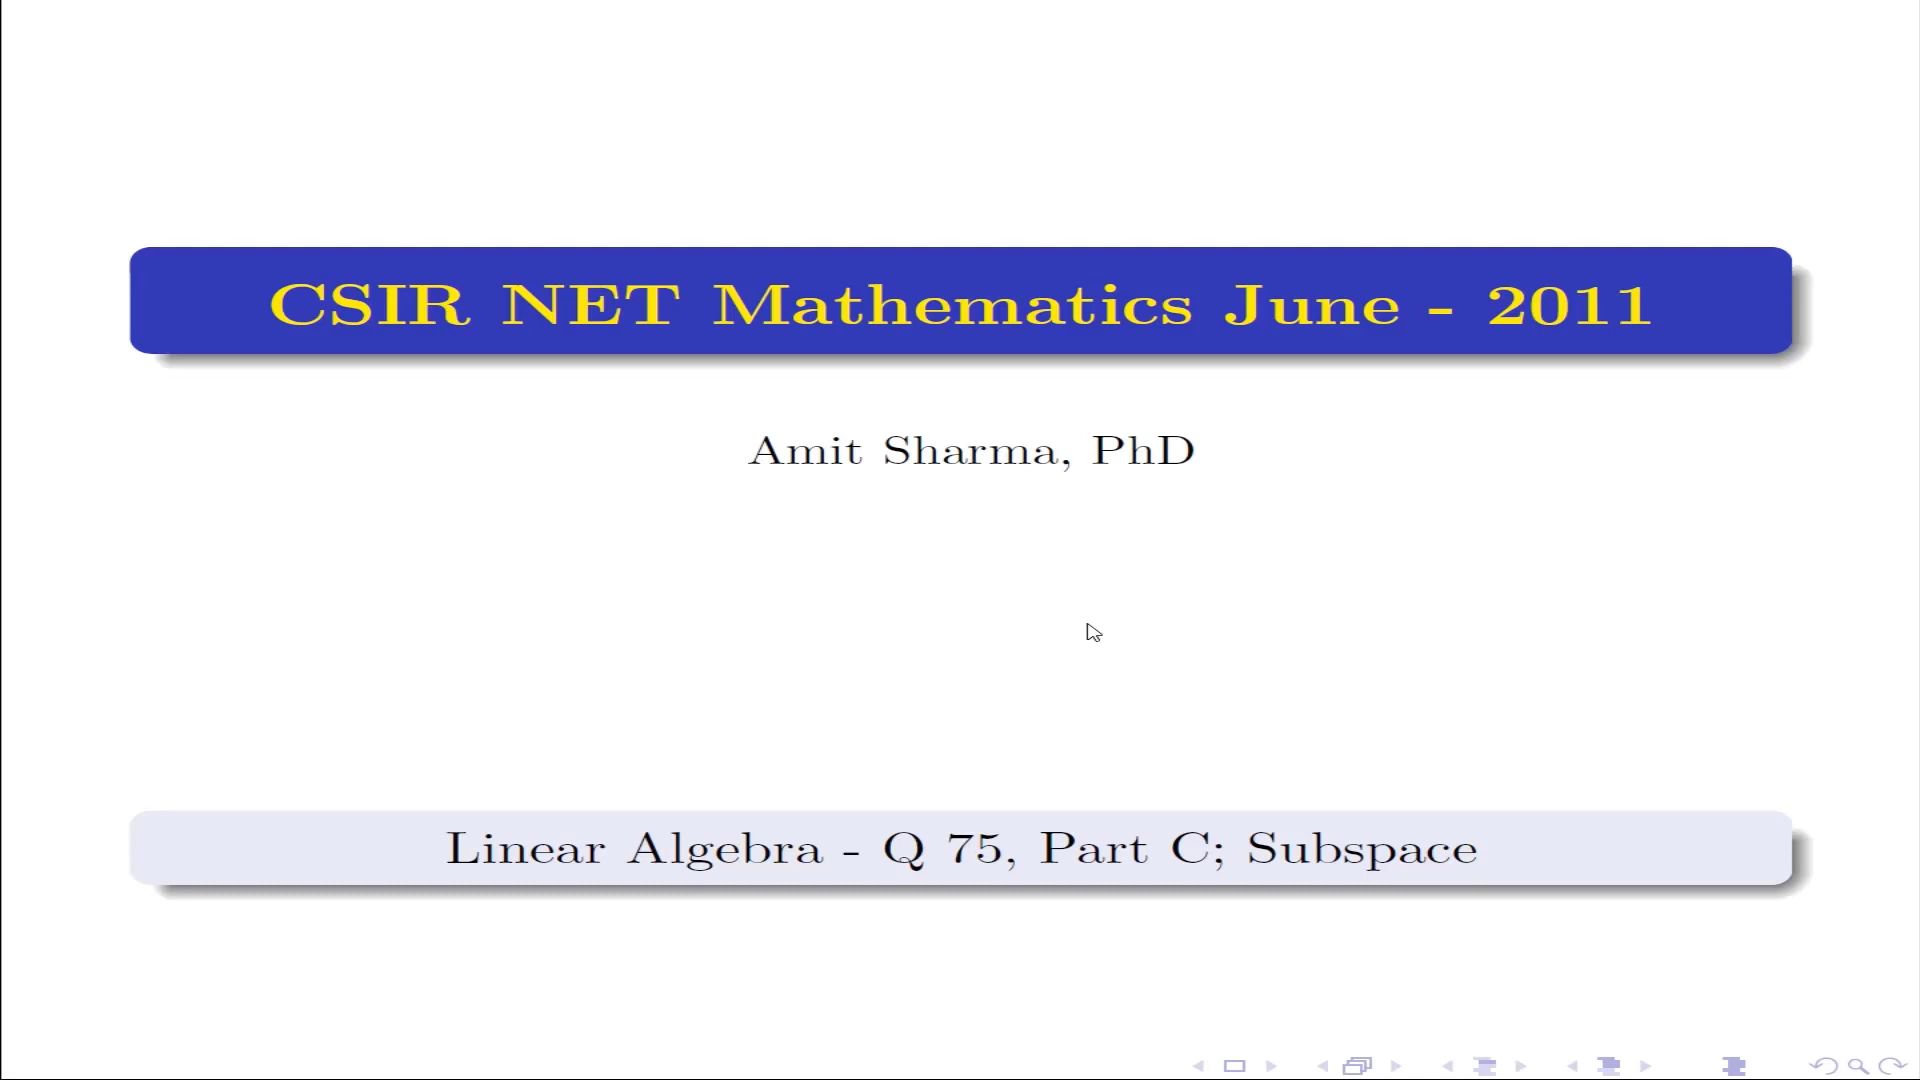 CSIR NET Mathematics June - 2011
Amit Sharma, PhD
Linear Algebra - Q 75, Part C; Subspace